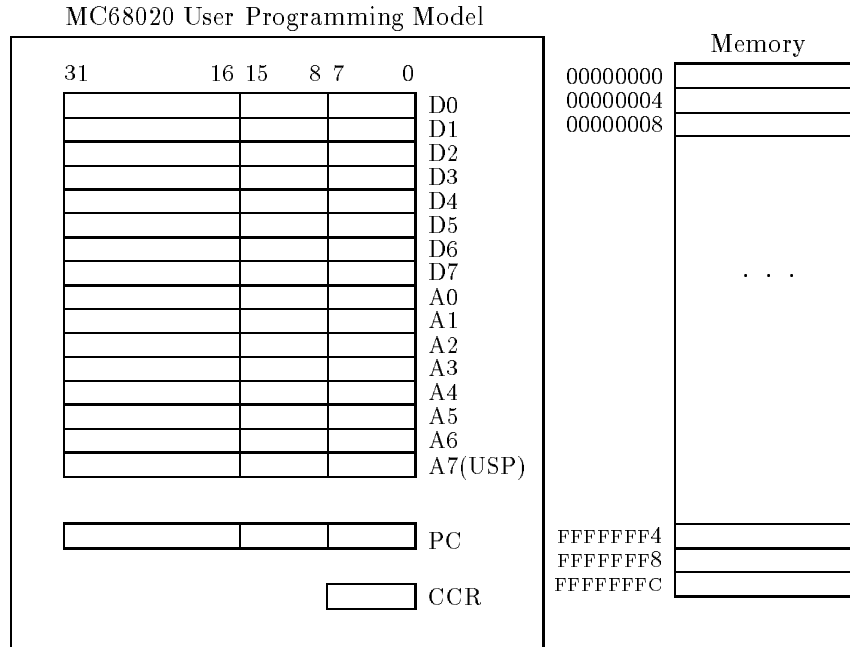 MC68020 User Programming Model
31 16 15 8 7 0
D0
D1
D2
D3
D4
D5
D6
D7
A0
A1
A2
A3
A4
A5
A6
A7(USP)
PC
CCR
Memory
00000000
00000004
00000008
. . .
FFFFFFF4
FFFFFFF8
FFFFFFFC